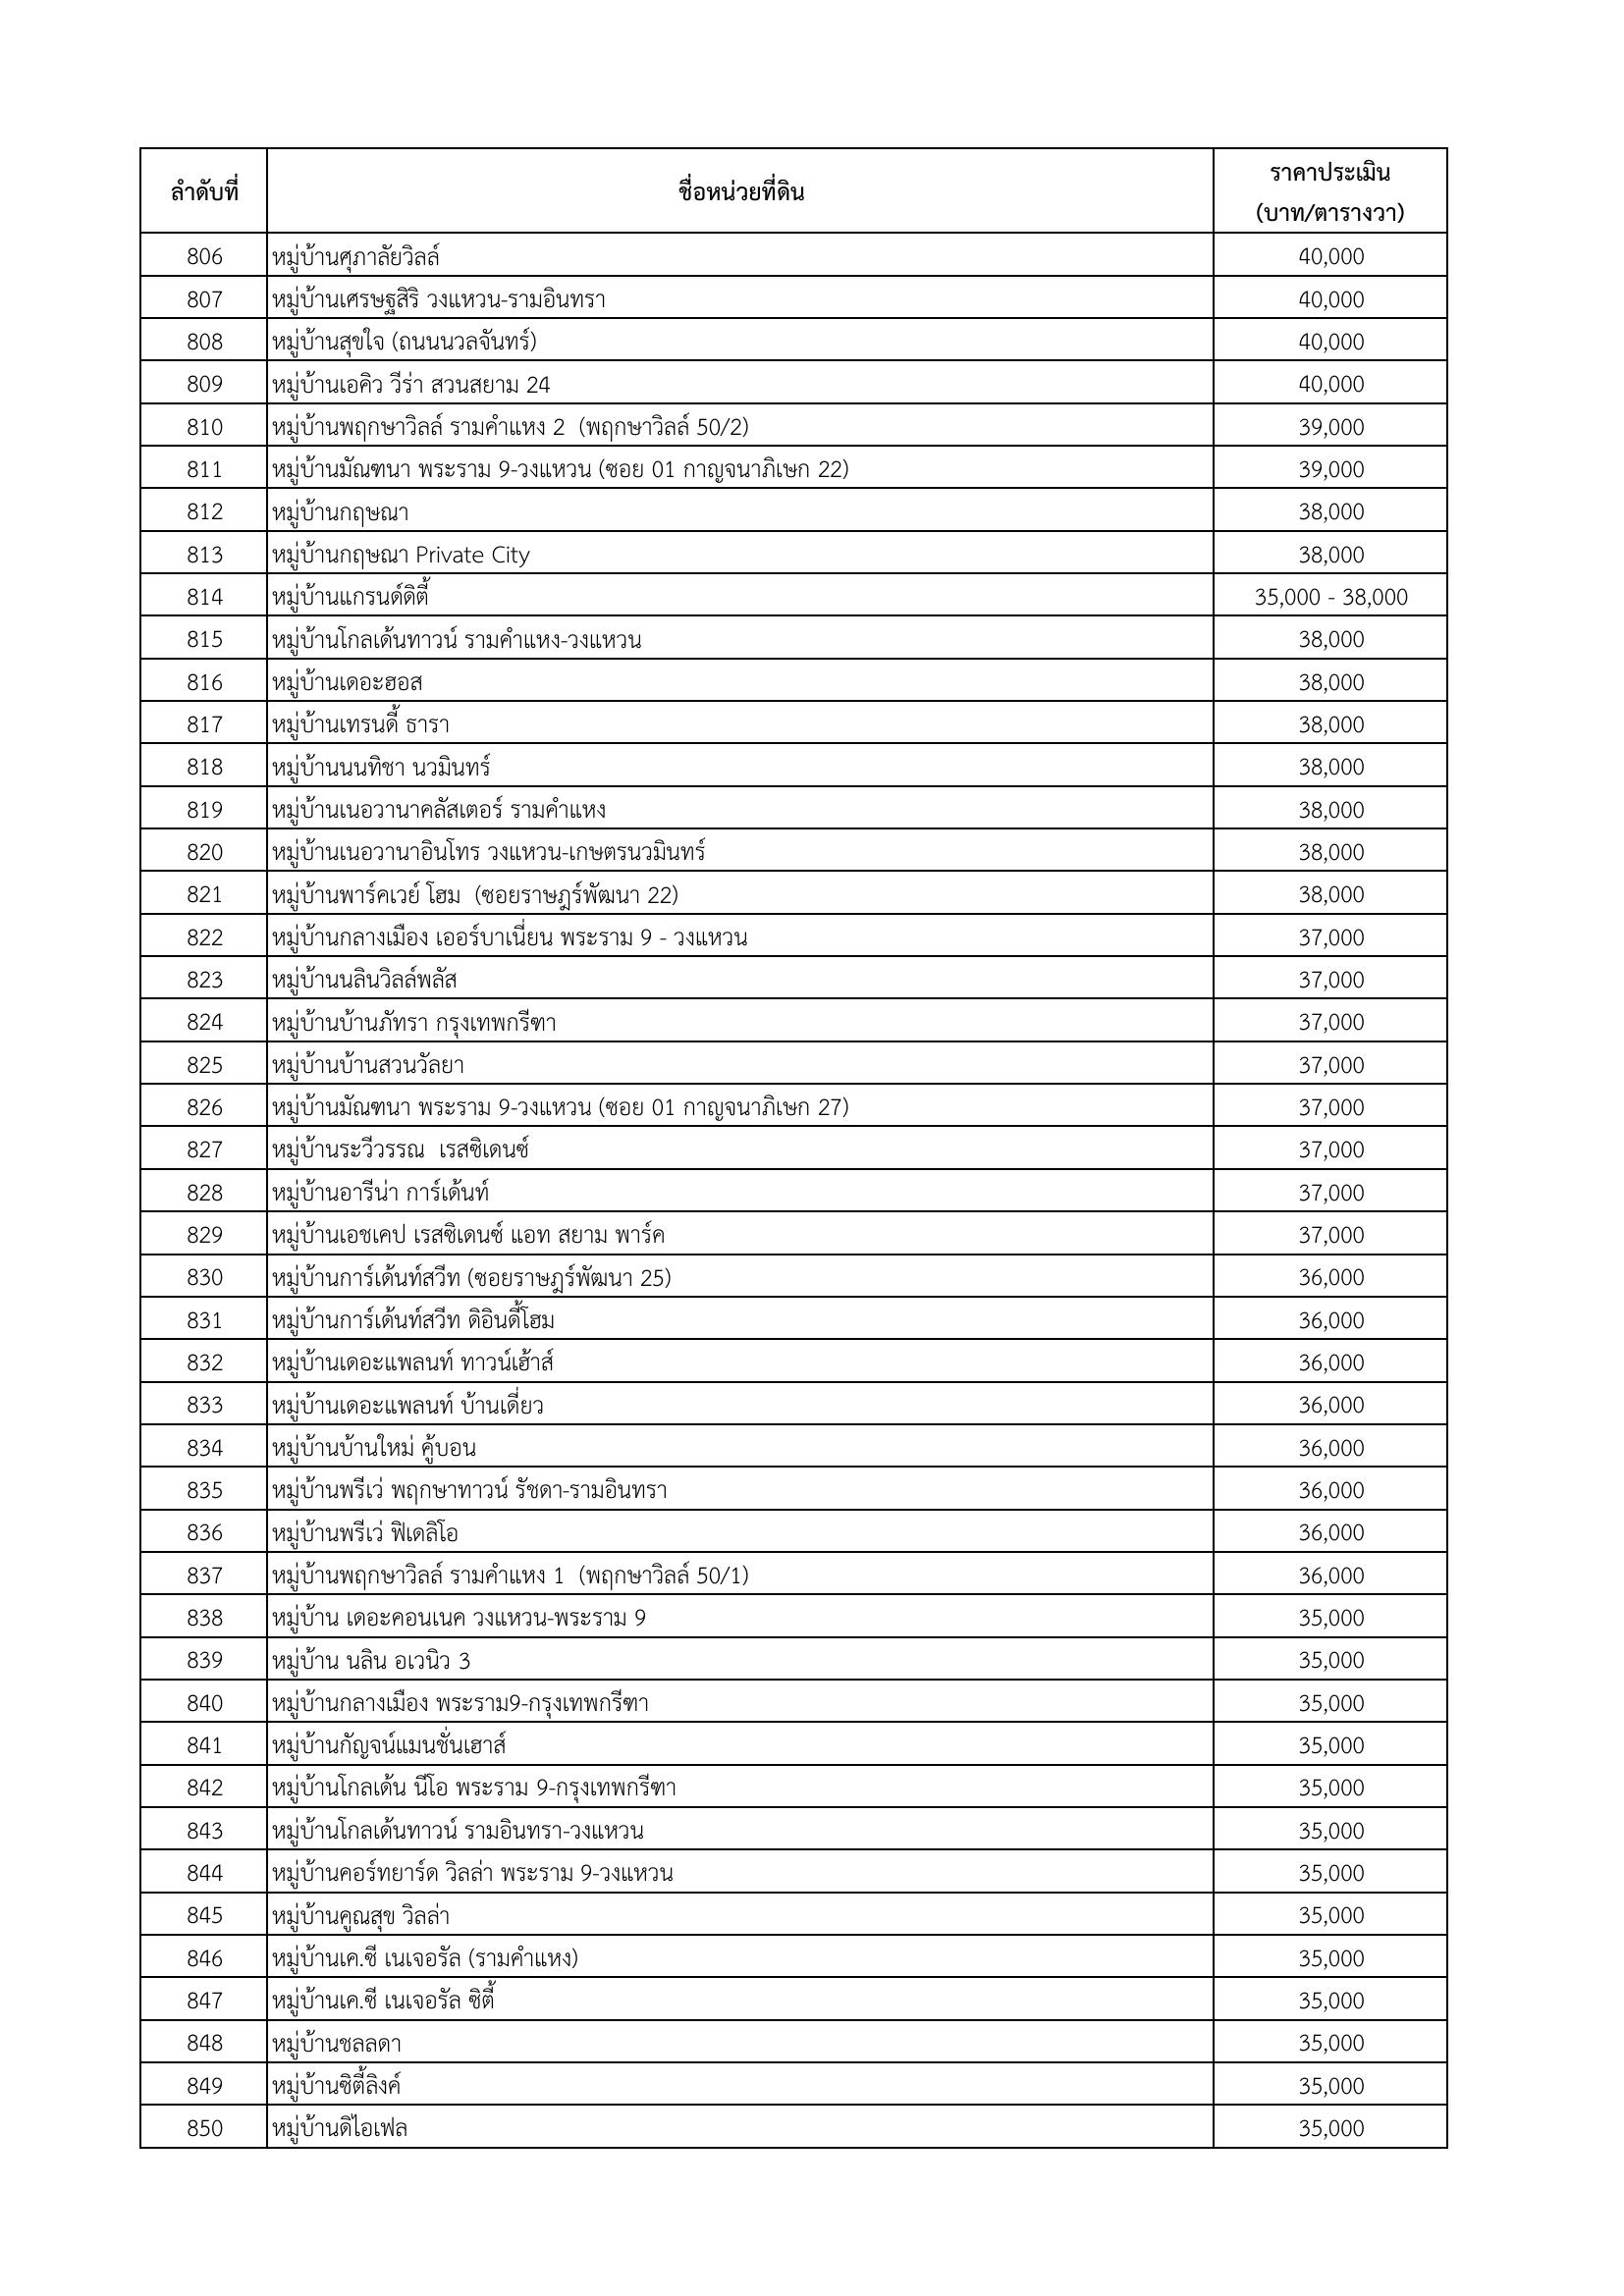 ลำดับที่ ชื่อหน่วยที่ดิน ราคาประเมิน (บาท/ตารางวา)
806 หมู่บ้านศุภาลัยวิลล์ 40,000
807 หมู่บ้านเศรษฐสิริ วงแหวน-รามอินทรา 40,000
808 หมู่บ้านสุขใจ (ถนนนวลจันทร์) 40,000
809 หมู่บ้านเอคิว วีร่า สวนสยาม 24 40,000
810 หมู่บ้านพฤกษาวิลล์ รามคำแหง 2 (พฤกษาวิลล์ 50/2) 39,000
811 หมู่บ้านมัณฑนา พระราม 9-วงแหวน (ซอย 01 กาญจนาภิเษก 22) 39,000
812 หมู่บ้านกฤษณา 38,000
813 หมู่บ้านกฤษณา Private City 38,000
814 หมู่บ้านแกรนด์ดิตี้ 35,000 - 38,000
815 หมู่บ้านโกลเด้นทาวน์ รามคำแหง-วงแหวน 38,000
816 หมู่บ้านเดอะฮอส 38,000
817 หมู่บ้านเทรนดี้ ธารา 38,000
818 หมู่บ้านนนทิชา นวมินทร์ 38,000
819 หมู่บ้านเนอวานาคลัสเตอร์ รามคำแหง 38,000
820 หมู่บ้านเนอวานาอินโทร วงแหวน-เกษตรนวมินทร์ 38,000
821 หมู่บ้านพาร์คเวย์ โฮม (ซอยราษฎร์พัฒนา 22) 38,000
822 หมู่บ้านกลางเมือง เออร์บาเนี่ยน พระราม 9 - วงแหวน 37,000
823 หมู่บ้านนลินวิลล์พลัส 37,000
824 หมู่บ้านบ้านภัทรา กรุงเทพกรีฑา 37,000
825 หมู่บ้านบ้านสวนวัลยา 37,000
826 หมู่บ้านมัณฑนา พระราม 9-วงแหวน (ซอย 01 กาญจนาภิเษก 27) 37,000
827 หมู่บ้านระวีวรรณ เรสซิเดนซ์ 37,000
828 หมู่บ้านอารีน่า การ์เด้นท์ 37,000
829 หมู่บ้านเอชเคป เรสซิเดนซ์ แอท สยาม พาร์ค 37,000
830 หมู่บ้านการ์เด้นท์สวีท (ซอยราษฎร์พัฒนา 25) 36,000
831 หมู่บ้านการ์เด้นท์สวีท ดิอินดี้โฮม 36,000
832 หมู่บ้านเดอะแพลนท์ ทาวน์เฮ้าส์ 36,000
833 หมู่บ้านเดอะแพลนท์ บ้านเดี่ยว 36,000
834 หมู่บ้านบ้านใหม่ คู้บอน 36,000
835 หมู่บ้านพรีเว่ พฤกษาทาวน์ รัชดา-รามอินทรา 36,000
836 หมู่บ้านพรีเว่ ฟิเดลิโอ 36,000
837 หมู่บ้านพฤกษาวิลล์ รามคำแหง 1 (พฤกษาวิลล์ 50/1) 36,000
838 หมู่บ้าน เดอะคอนเนค วงแหวน-พระราม 9 35,000
839 หมู่บ้าน นลิน อเวนิว 3 35,000
840 หมู่บ้านกลางเมือง พระราม9-กรุงเทพกรีฑา 35,000
841 หมู่บ้านกัญจน์แมนชั่นเฮาส์ 35,000
842 หมู่บ้านโกลเด้น นีโอ พระราม 9-กรุงเทพกรีฑา 35,000
843 หมู่บ้านโกลเด้นทาวน์ รามอินทรา-วงแหวน 35,000
844 หมู่บ้านคอร์ทยาร์ด วิลล่า พระราม 9-วงแหวน 35,000
845 หมู่บ้านคูณสุข วิลล่า 35,000
846 หมู่บ้านเค.ซี เนเจอรัล (รามคำแหง) 35,000
847 หมู่บ้านเค.ซี เนเจอรัล ซิตี้ 35,000
848 หมู่บ้านชลลดา 35,000
849 หมู่บ้านซิตี้ลิงค์ 35,000
850 หมู่บ้านดิไอเฟล 35,000